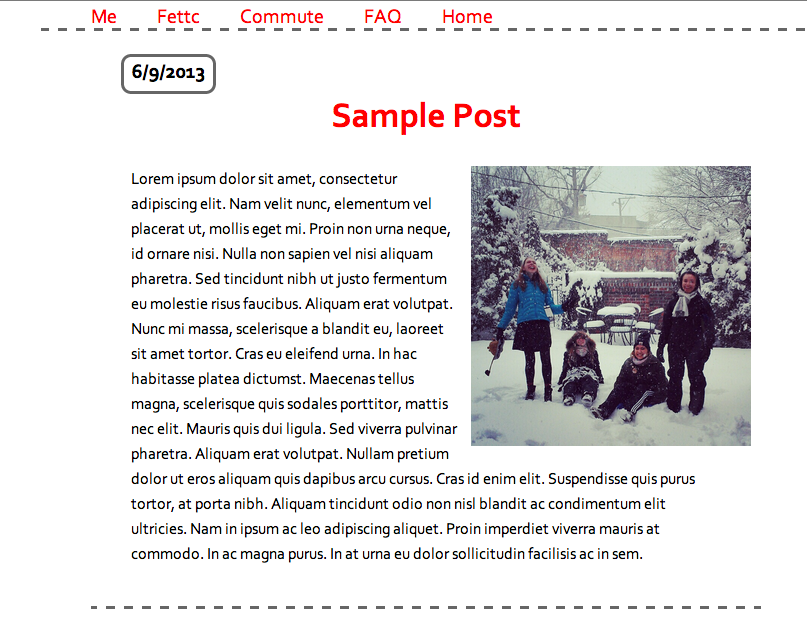 Me Fettc Commute FAQ Home
6/9/2013
Sample Post
Lorem ipsum dolor sit amet, consectetur
adipiscing elit. Nam velit nunc, elementum vel
placerat ut, mollis eget mi. Proin non urna neque,
id ornare nisi. Nulla non sapien vel nisi aliquam
pharetra. Sed tincidunt nibh ut justo fermentum
eu molestie risus faucibus. Aliquam erat volutpat.
Nunc mi massa, scelerisque a blandit eu, laoreet
sit amet tortor. Cras eu eleifend urna. In hac
habitasse platea dictumst. Maecenas tellus
magna, scelerisque quis sodales porttitor, mattis
nec elit. Mauris quis dui ligula. Sed viverra pulvinar
pharetra. Aliquam erat volutpat. Nullam pretium
dolor ut eros aliquam quis dapibus arcu cursus. Cras id enim elit. Suspendisse quis purus
tortor, at porta nibh. Aliquam tincidunt odio non nisl blandit ac condimentum elit
ultricies. Nam in ipsum ac leo adipiscing aliquet. Proin imperdiet viverra mauris at
commodo. In ac magna purus. In at urna eu dolor sollicitudin facilisis ac in sem.